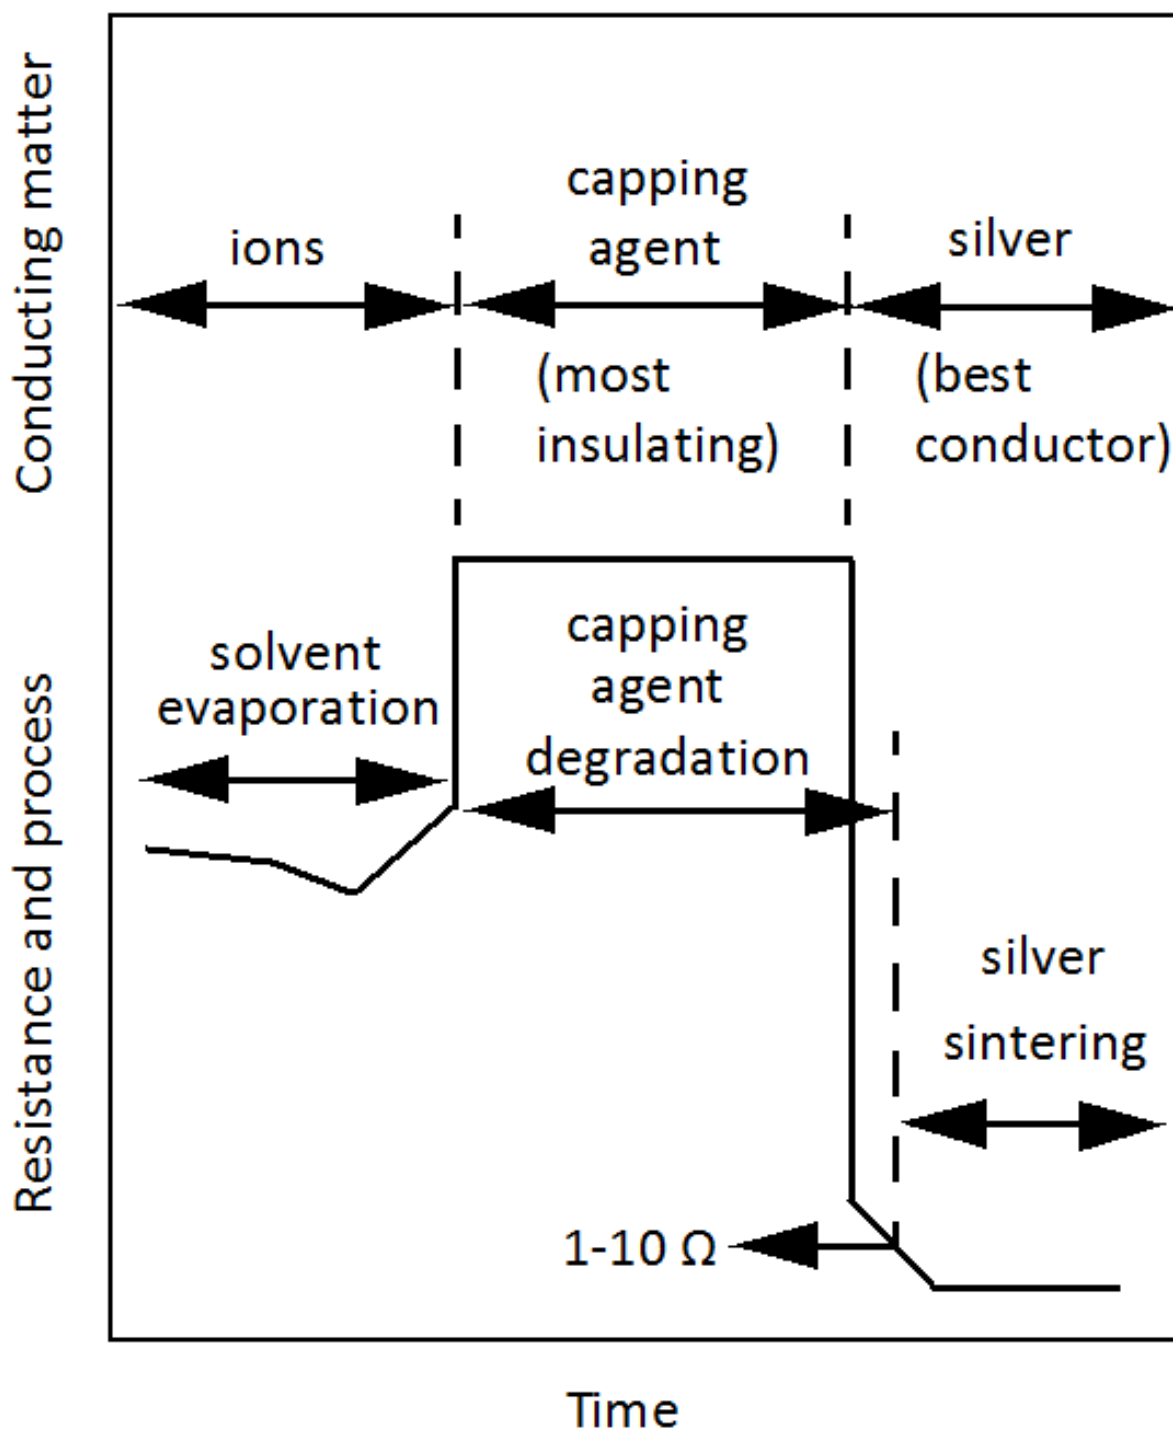 Conducting matter
ions
capping
agent
silver
(most
insulating)
(best
conductor)
Resistance and process
solvent
evaporation
capping
agent
degradation
silver
sintering
1-10 Ω
Time